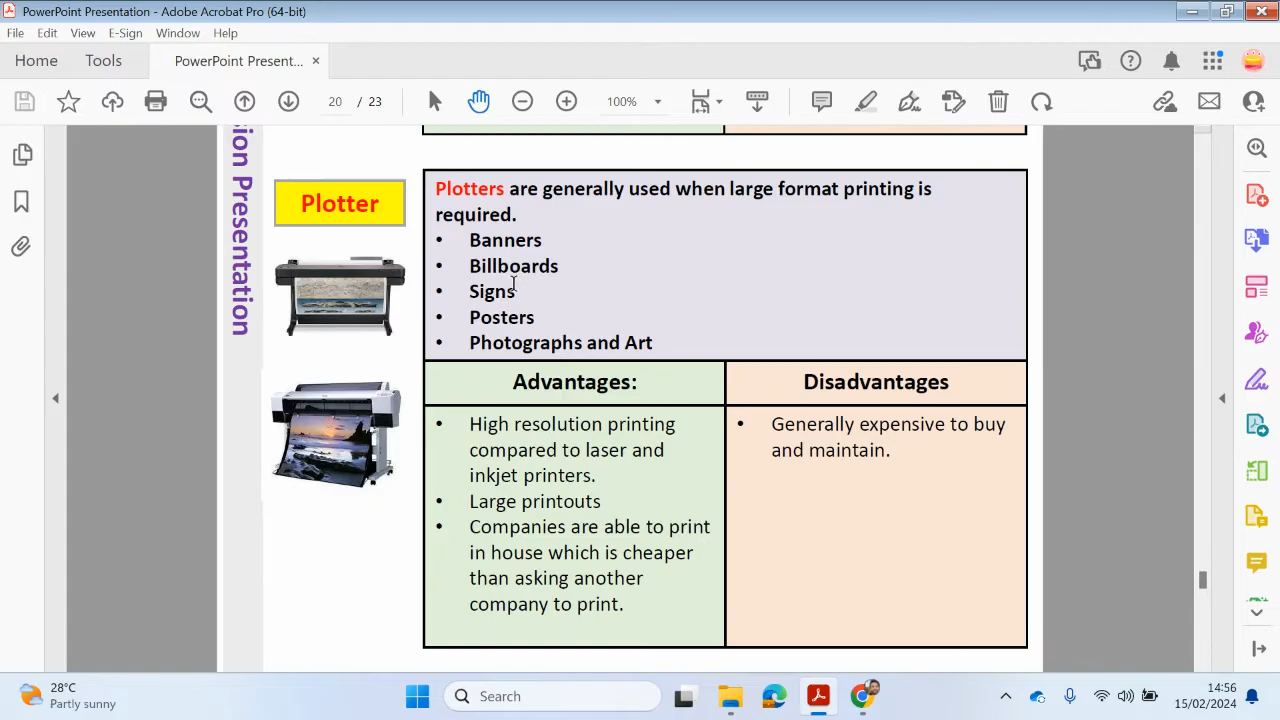 PowerPoint Presentation - Adobe Acrobat Pro (64-bit)
File Edit View E-Sign Window Help
Home Tools PowerPoint Present... ×
20 / 23 100%
sion Presentation
Plotter
Plotters are generally used when large format printing is
required.
• Banners
• Billboards
• Signs
• Posters
• Photographs and Art
Advantages:
• High resolution printing
compared to laser and
inkjet printers.
• Large printouts
• Companies are able to print
in house which is cheaper
than asking another
company to print.
Disadvantages
• Generally expensive to buy
and maintain.
28°C
Partly sunny
Search
14:56
15/02/2024